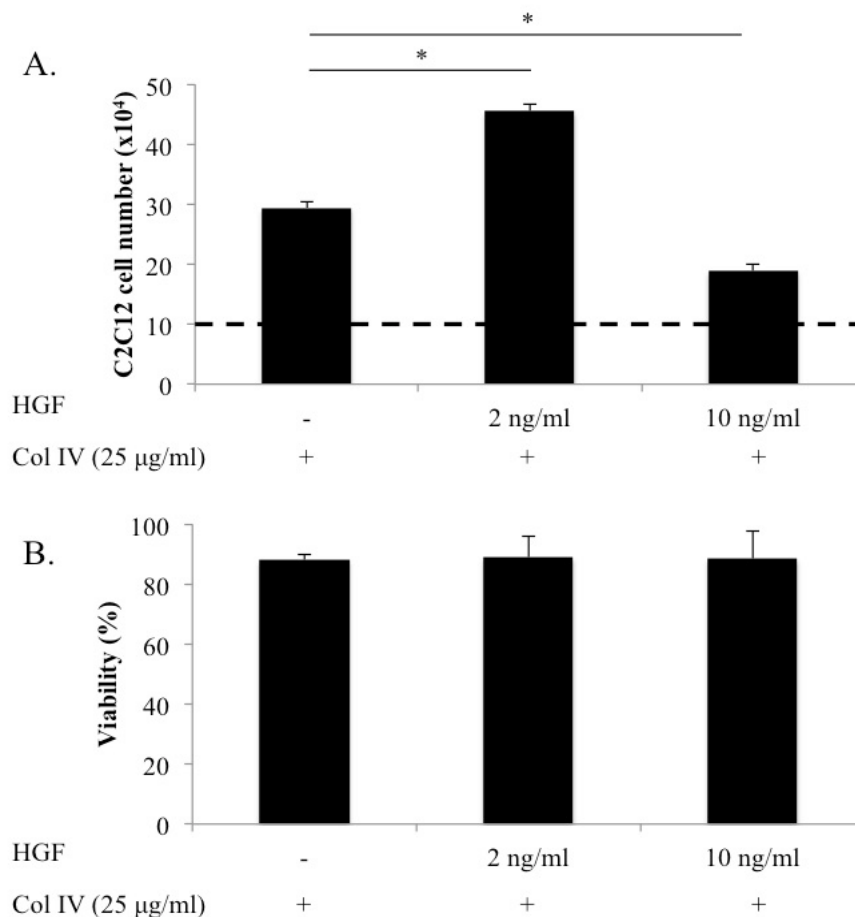 *
A.
*
C2C12 cell number (x10⁴)
50
40
30
20
10
0
HGF - 2 ng/ml 10 ng/ml
Col IV (25 µg/ml) + + +
B.
Viability (%)
100
80
60
40
20
0
HGF - 2 ng/ml 10 ng/ml
Col IV (25 µg/ml) + + +